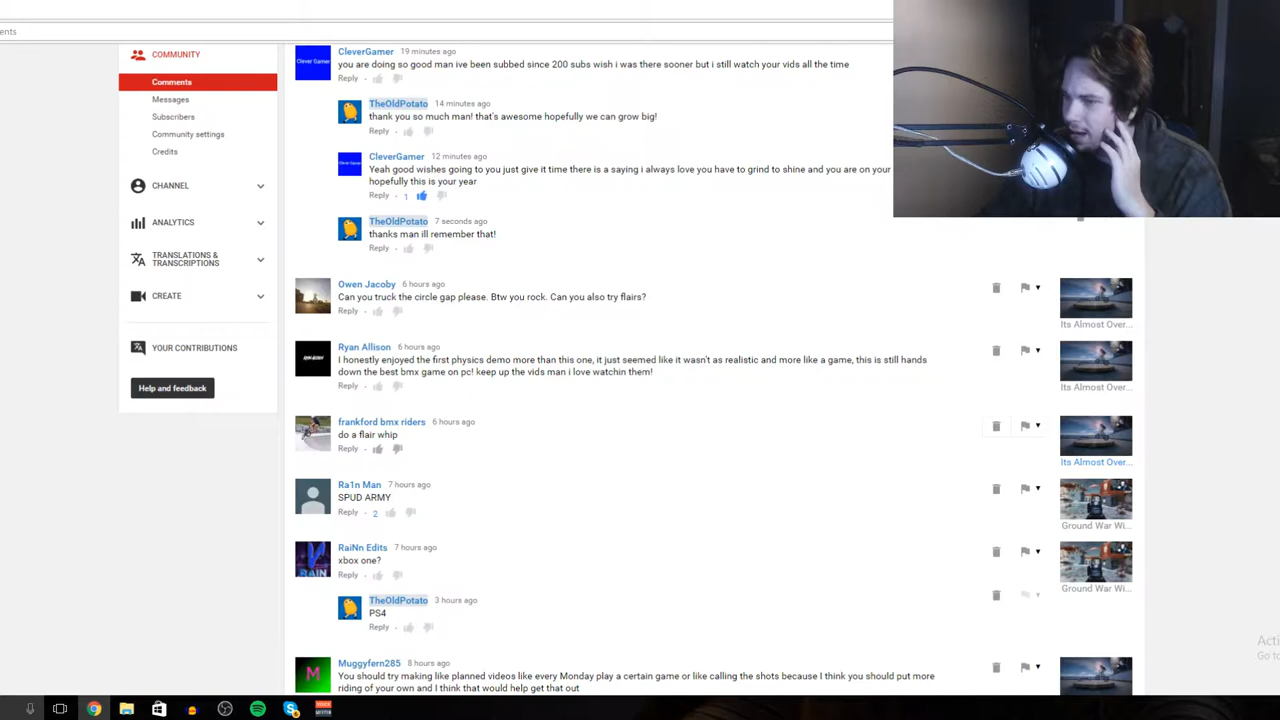 ents
COMMUNITY
Comments
Messages
Subscribers
Community settings
Credits
CHANNEL
ANALYTICS
TRANSLATIONS &
TRANSCRIPTIONS
CREATE
YOUR CONTRIBUTIONS
Help and feedback
Clever Gamer
CleverGamer 19 minutes ago
you are doing so good man ive been subbed since 200 subs wish i was there sooner but i still watch your vids all the time
Reply
TheOldPotato 14 minutes ago
thank you so much man! that's awesome hopefully we can grow big!
Reply
CleverGamer 12 minutes ago
Yeah good wishes going to you just give it time there is a saying i always love you have to grind to shine and you are on your
hopefully this is your year
Reply 1
TheOldPotato 7 seconds ago
thanks man ill remember that!
Reply
Owen Jacoby 6 hours ago
Can you truck the circle gap please. Btw you rock. Can you also try flairs?
Reply
Its Almost Over...
Ryan Allison 6 hours ago
I honestly enjoyed the first physics demo more than this one, it just seemed like it wasn't as realistic and more like a game, this is still hands
down the best bmx game on pc! keep up the vids man i love watchin them!
Reply
Its Almost Over...
frankford bmx riders 6 hours ago
do a flair whip
Reply
Its Almost Over...
Ra1n Man 7 hours ago
SPUD ARMY
Reply 2
Ground War Wi...
RaiNn Edits 7 hours ago
xbox one?
Reply
RAIN
Ground War Wi...
TheOldPotato 3 hours ago
PS4
Reply
M
Muggyfern285 8 hours ago
You should try making like planned videos like every Monday play a certain game or like calling the shots because I think you should put more
riding of your own and I think that would help get that out
Acti
Go to